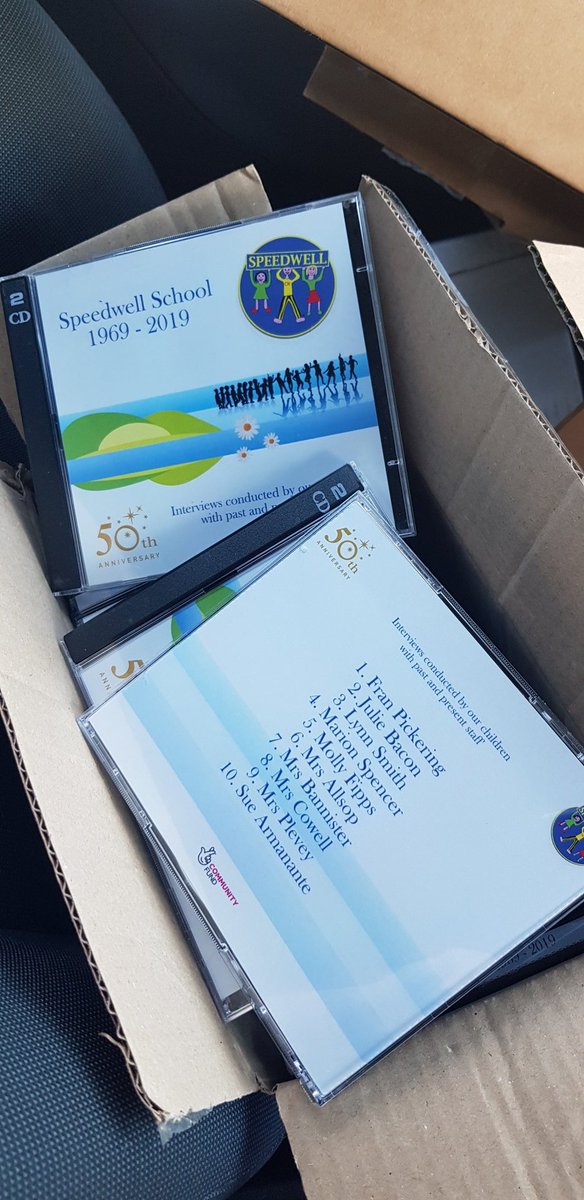 2
CD
SPEEDWELL
Speedwell School
1969 - 2019
50th
ANNIVERSARY
Interviews conducted by our
with past and
2
CD
5
ANN
50th
ANNIVERSARY
Interviews conducted by our children
with past and present staff
1. Fran Pickering
2. Julie Bacon
3. Lynn Smith
4. Marion Spencer
5. Molly Fipps
6. Mrs Allsop
7. Mrs Bannister
8. Mrs Cowell
9. Mrs Plevey
10. Sue Armanante
COMMUNITY
FUND
- 2019